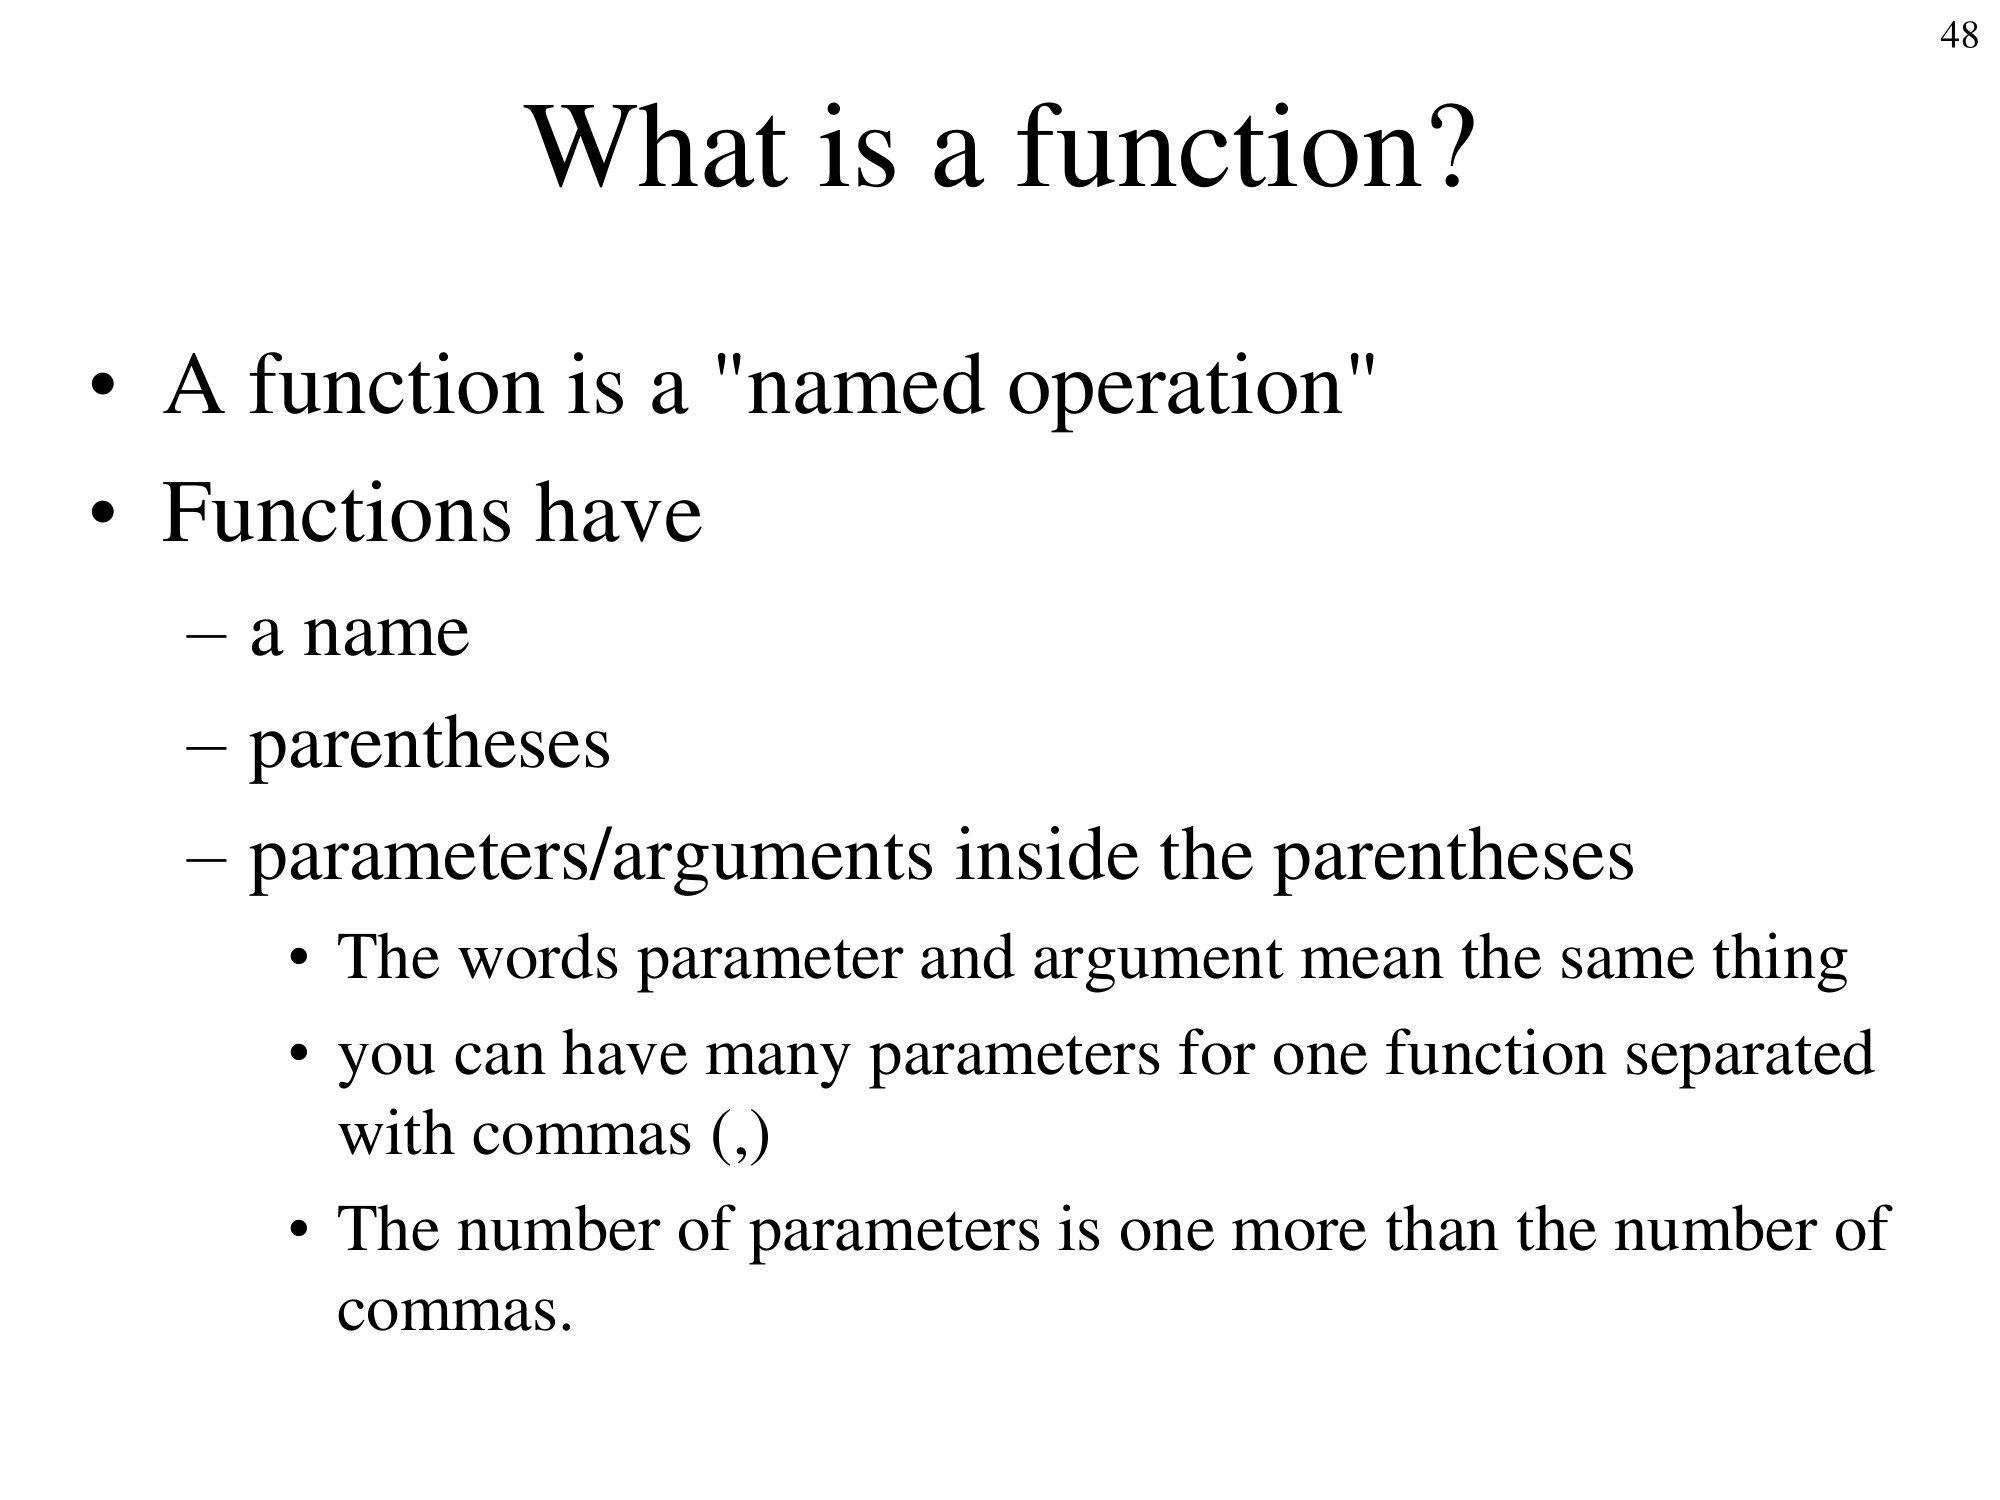 48
What is a function?
• A function is a "named operation"
• Functions have
– a name
– parentheses
– parameters/arguments inside the parentheses
• The words parameter and argument mean the same thing
• you can have many parameters for one function separated
with commas (,)
• The number of parameters is one more than the number of
commas.